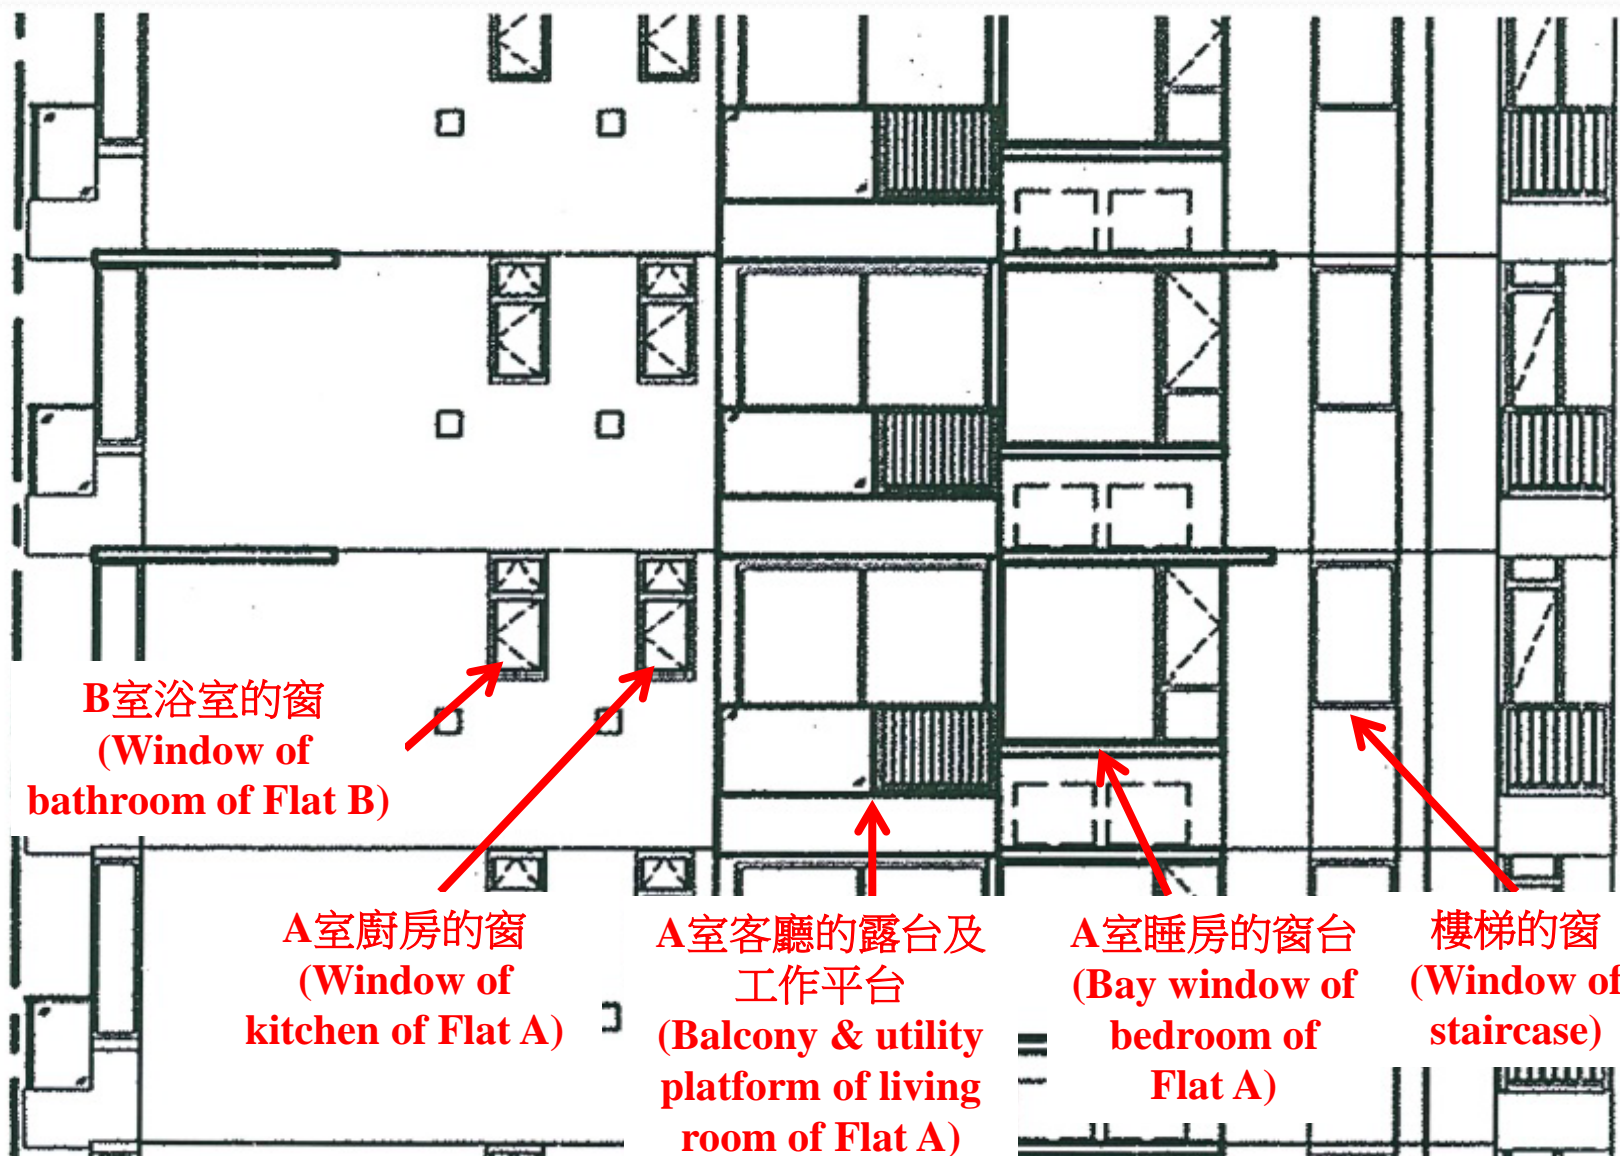 B室浴室的窗
(Window of
bathroom of Flat B)
A室廚房的窗
(Window of
kitchen of Flat A)
A室客廳的露台及
工作平台
(Balcony & utility
platform of living
room of Flat A)
A室睡房的窗台
(Bay window of
bedroom of
Flat A)
樓梯的窗
(Window of
staircase)